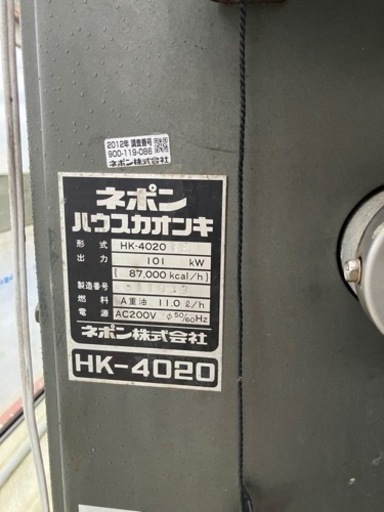 2012年 調査番号
900-119-086
ネポン株式会社
ネポン
ハウスカオンキ
形式 HK-4020
出力 101 kW
(87,000 kcal/h)
製造番号
燃料 A重油 11.0ℓ/h
電源 AC200V φ50/60Hz
ネポン株式会社
HK-4020